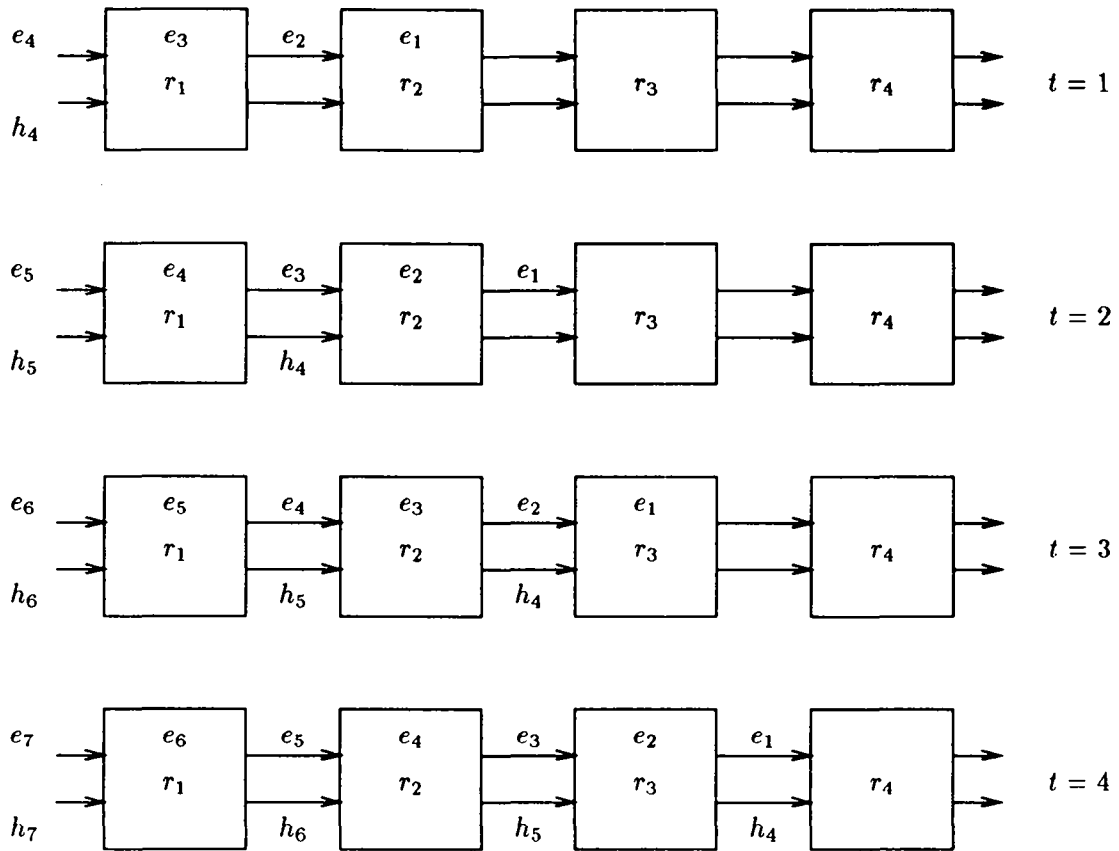 e₄ e₃ e₂ e₁
r₁ r₂ r₃ r₄ t = 1
h₄
e₅ e₄ e₃ e₂ e₁
r₁ r₂ r₃ r₄ t = 2
h₅ h₄
e₆ e₅ e₄ e₃ e₂ e₁
r₁ r₂ r₃ r₄ t = 3
h₆ h₅ h₄
e₇ e₆ e₅ e₄ e₃ e₂ e₁
r₁ r₂ r₃ r₄ t = 4
h₇ h₆ h₅ h₄